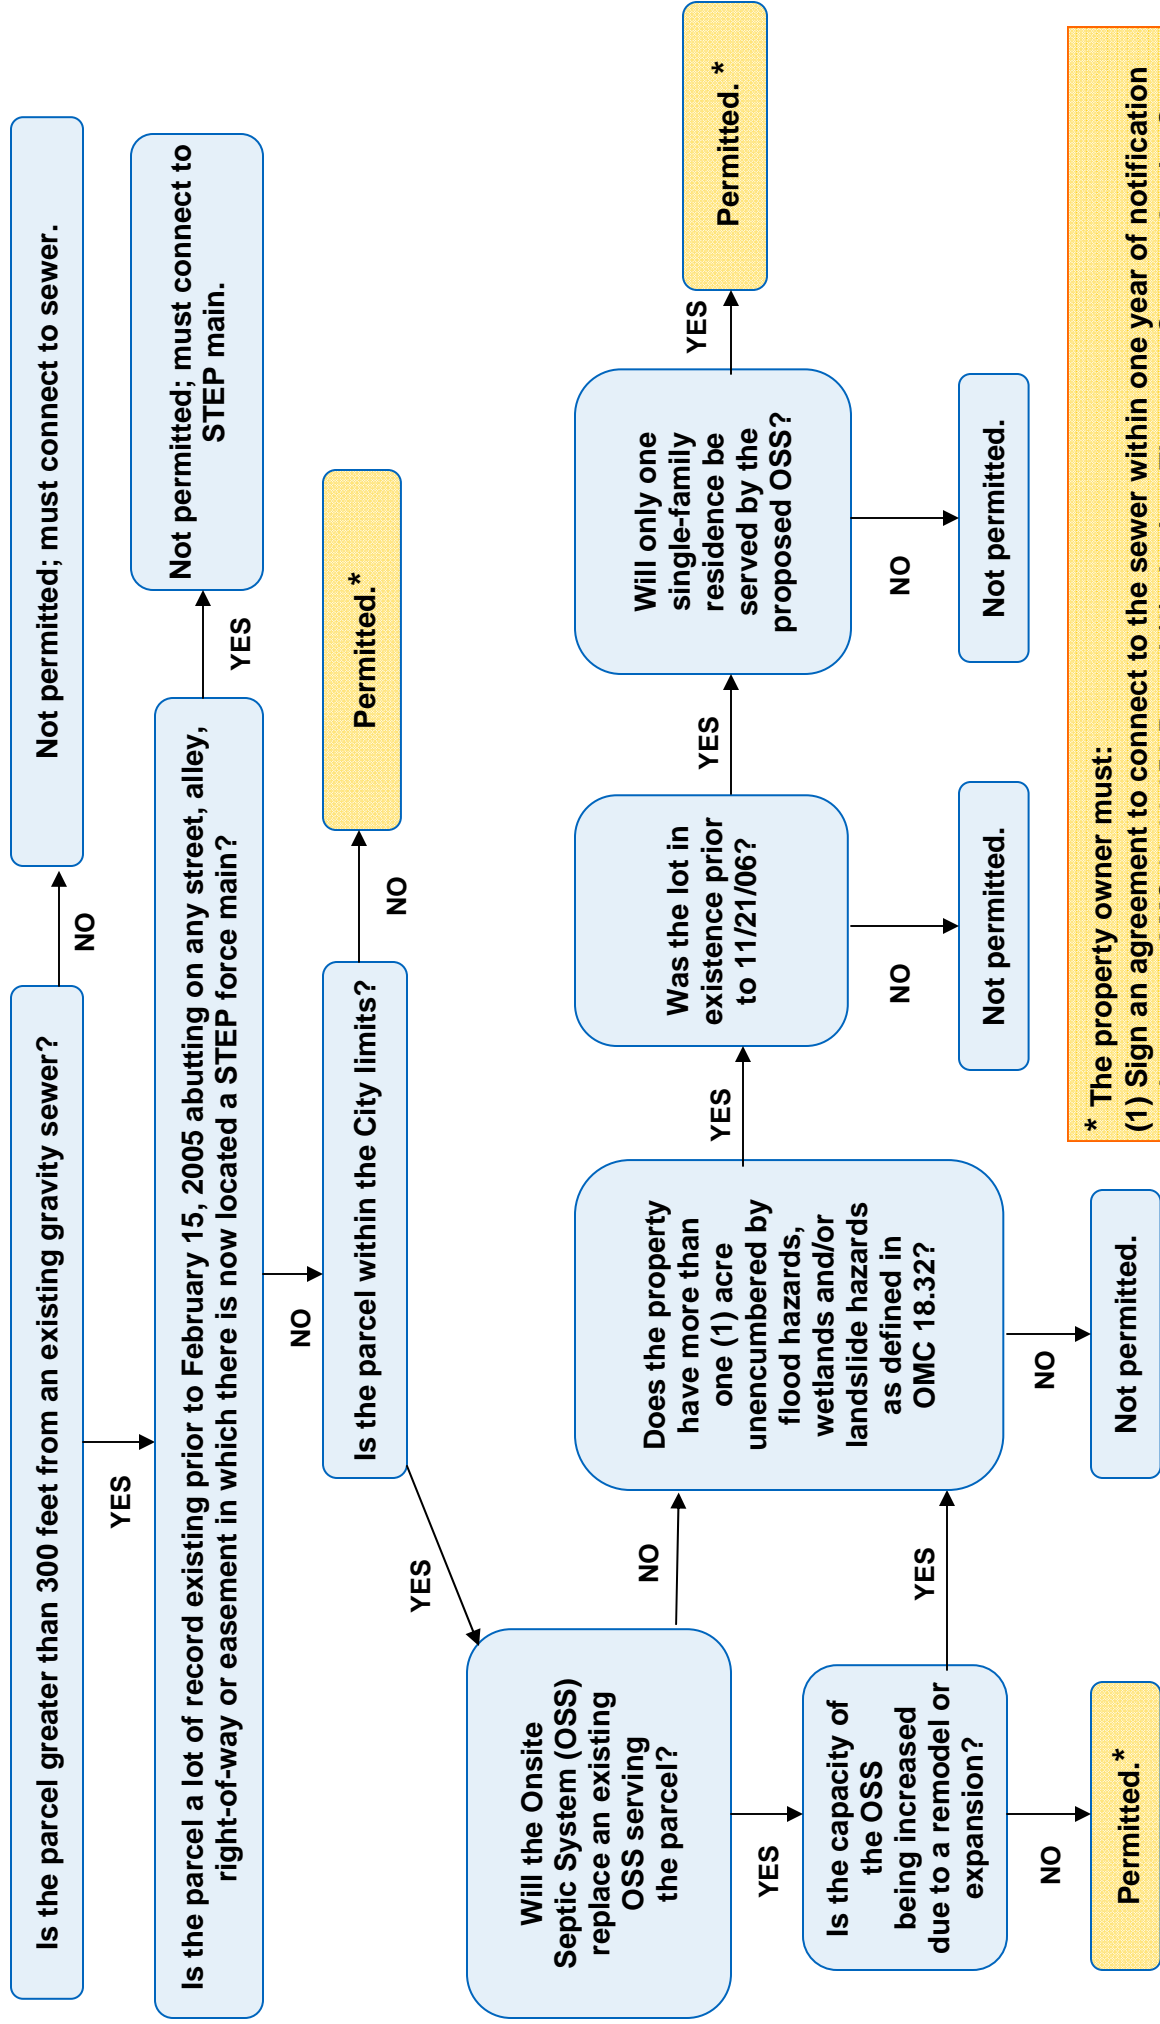 Is the parcel greater than 300 feet from an existing gravity sewer?
NO
Not permitted; must connect to sewer.
YES
Is the parcel a lot of record existing prior to February 15, 2005 abutting on any street, alley,
right-of-way or easement in which there is now located a STEP force main?
YES
Not permitted; must connect to
STEP main.
NO
Is the parcel within the City limits?
NO
Permitted.*
YES
Will the Onsite
Septic System (OSS)
replace an existing
OSS serving
the parcel?
NO
YES
Is the capacity of
the OSS
being increased
due to a remodel or
expansion?
YES
NO
Permitted.*
Does the property
have more than
one (1) acre
unencumbered by
flood hazards,
wetlands and/or
landslide hazards
as defined in
OMC 18.32?
YES
NO
Not permitted.
Was the lot in
existence prior
to 11/21/06?
YES
NO
Not permitted.
Will only one
single-family
residence be
served by the
proposed OSS?
YES
Permitted. *
NO
Not permitted.
* The property owner must:
(1) Sign an agreement to connect to the sewer within one year of notification